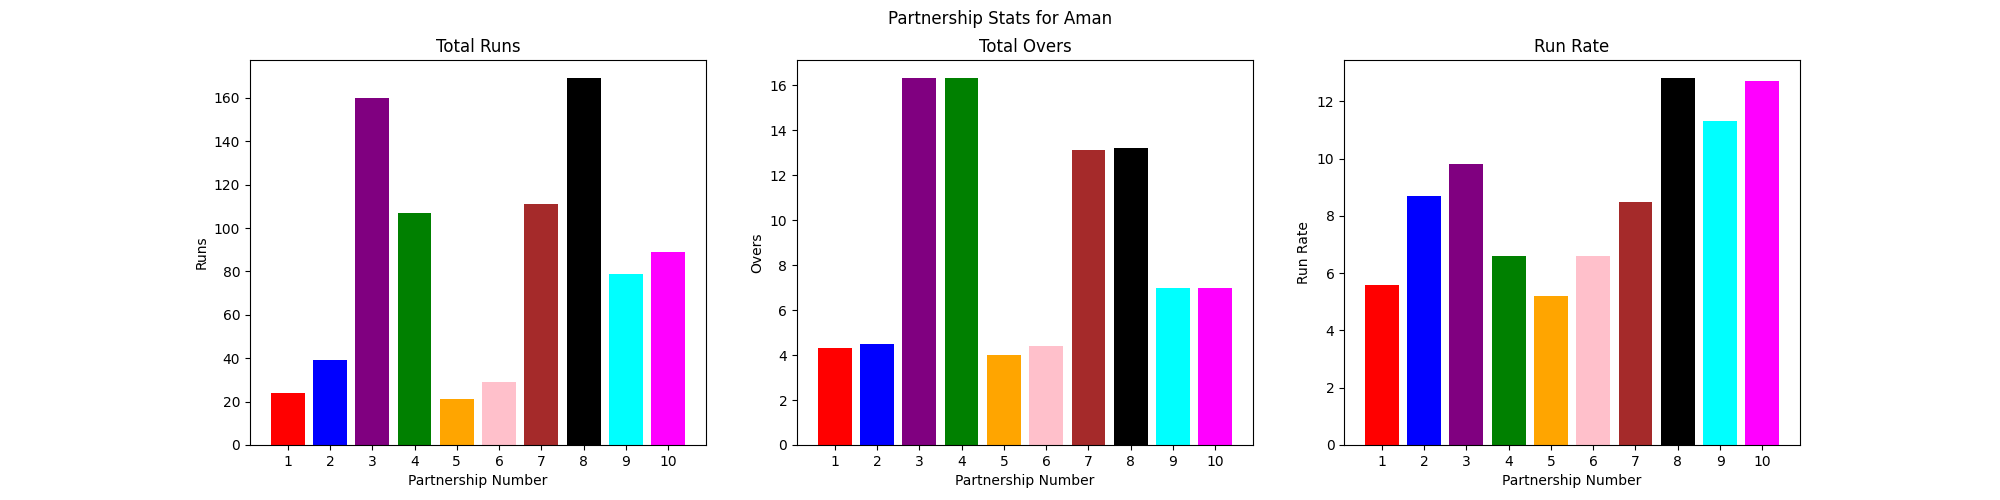 Partnership Stats for Aman
Total Runs
Runs
160
140
120
100
80
60
40
20
0
1 2 3 4 5 6 7 8 9 10
Partnership Number
Total Overs
Overs
16
14
12
10
8
6
4
2
0
1 2 3 4 5 6 7 8 9 10
Partnership Number
Run Rate
Run Rate
12
10
8
6
4
2
0
1 2 3 4 5 6 7 8 9 10
Partnership Number